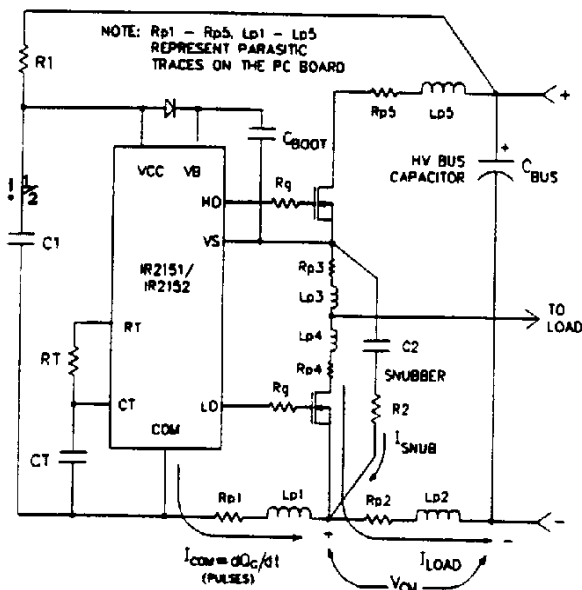 NOTE: Rp1 - Rp5, Lp1 - Lp5
REPRESENT PARASITIC
TRACES ON THE PC BOARD
R1
Rp5
Lp5
+
CBOOT
VCC
VB
+
HV BUS
CAPACITOR
CBUS
HO
Rg
VS
C1
IR2151/
IR2152
Rp3
Lp3
TO
LOAD
Lp4
RT
RT
C2
Rp4
SNUBBER
CT
LO
Rg
R2
CT
COM
ISNUB
Rp1
Lp1
Rp2
Lp2
-
+
-
ICOM=dQG/dt
(PULSES)
ILOAD
VCM